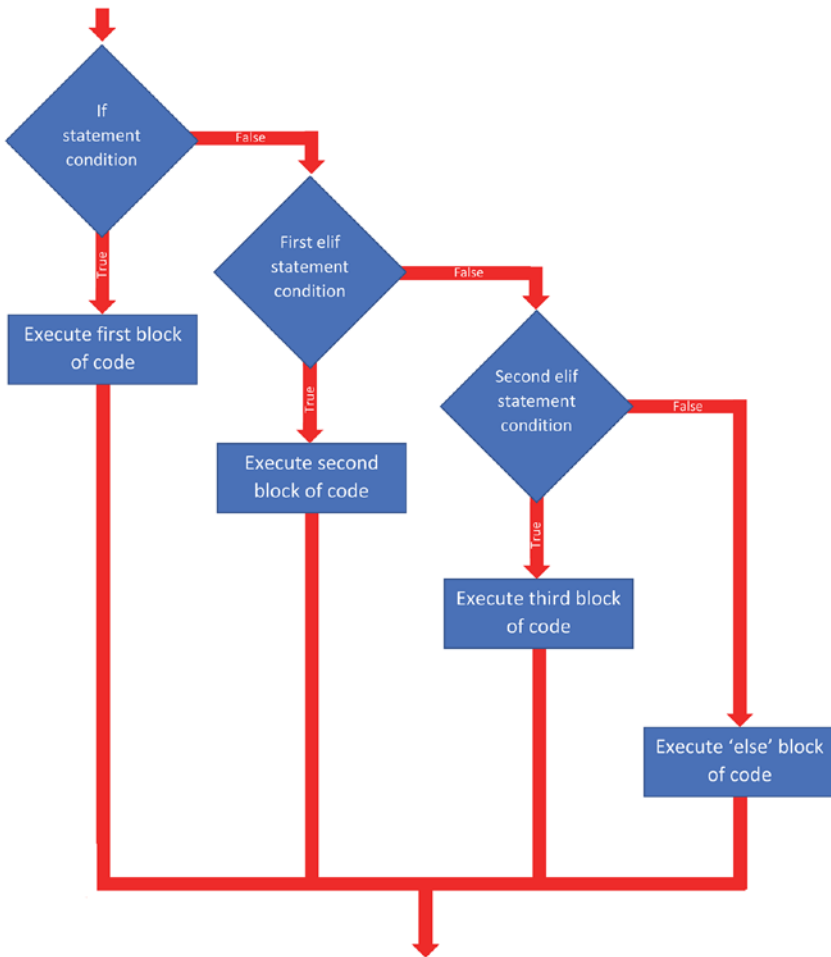 If
statement
condition
False
True
First elif
statement
condition
False
Execute first block
of code
True
Second elif
statement
condition
False
Execute second
block of code
True
Execute third block
of code
Execute ‘else’ block
of code